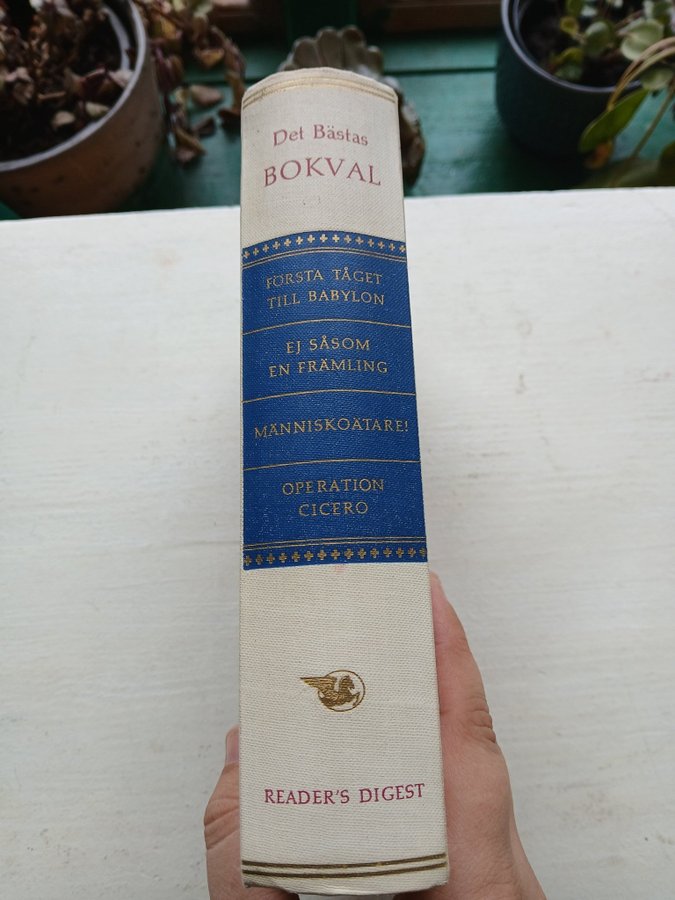 Det Bästas
BOKVAL
FÖRSTA TÅGET
TILL BABYLON
EJ SÅSOM
EN FRÄMLING
MÄNNISKOÄTARE!
OPERATION
CICERO
READER'S DIGEST